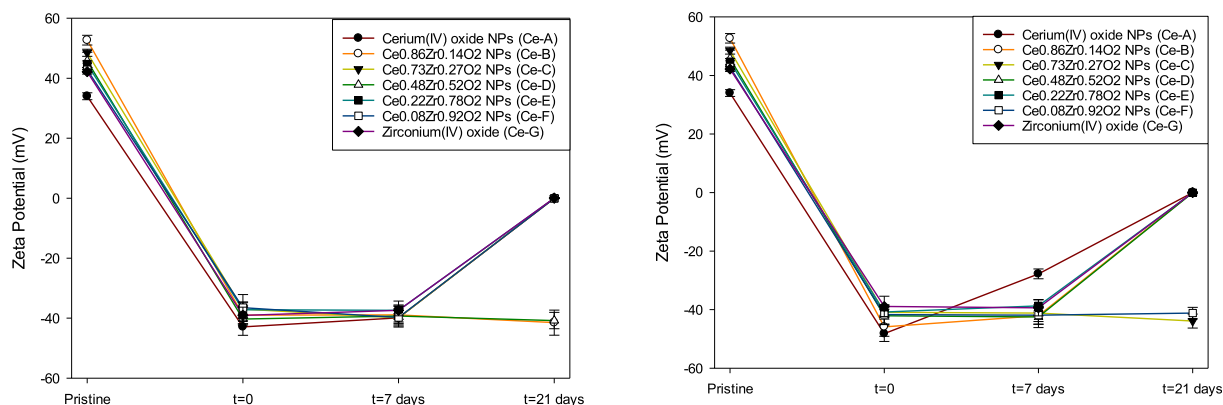 60
40
20
0
-20
-40
-60
Zeta Potential (mV)
Pristine
t=0
t=7 days
t=21 days
Cerium(IV) oxide NPs (Ce-A)
Ce0.86Zr0.14O2 NPs (Ce-B)
Ce0.73Zr0.27O2 NPs (Ce-C)
Ce0.48Zr0.52O2 NPs (Ce-D)
Ce0.22Zr0.78O2 NPs (Ce-E)
Ce0.08Zr0.92O2 NPs (Ce-F)
Zirconium(IV) oxide (Ce-G)
60
40
20
0
-20
-40
-60
Zeta Potential (mV)
Pristine
t=0
t=7 days
t=21 days
Cerium(IV) oxide NPs (Ce-A)
Ce0.86Zr0.14O2 NPs (Ce-B)
Ce0.73Zr0.27O2 NPs (Ce-C)
Ce0.48Zr0.52O2 NPs (Ce-D)
Ce0.22Zr0.78O2 NPs (Ce-E)
Ce0.08Zr0.92O2 NPs (Ce-F)
Zirconium(IV) oxide (Ce-G)